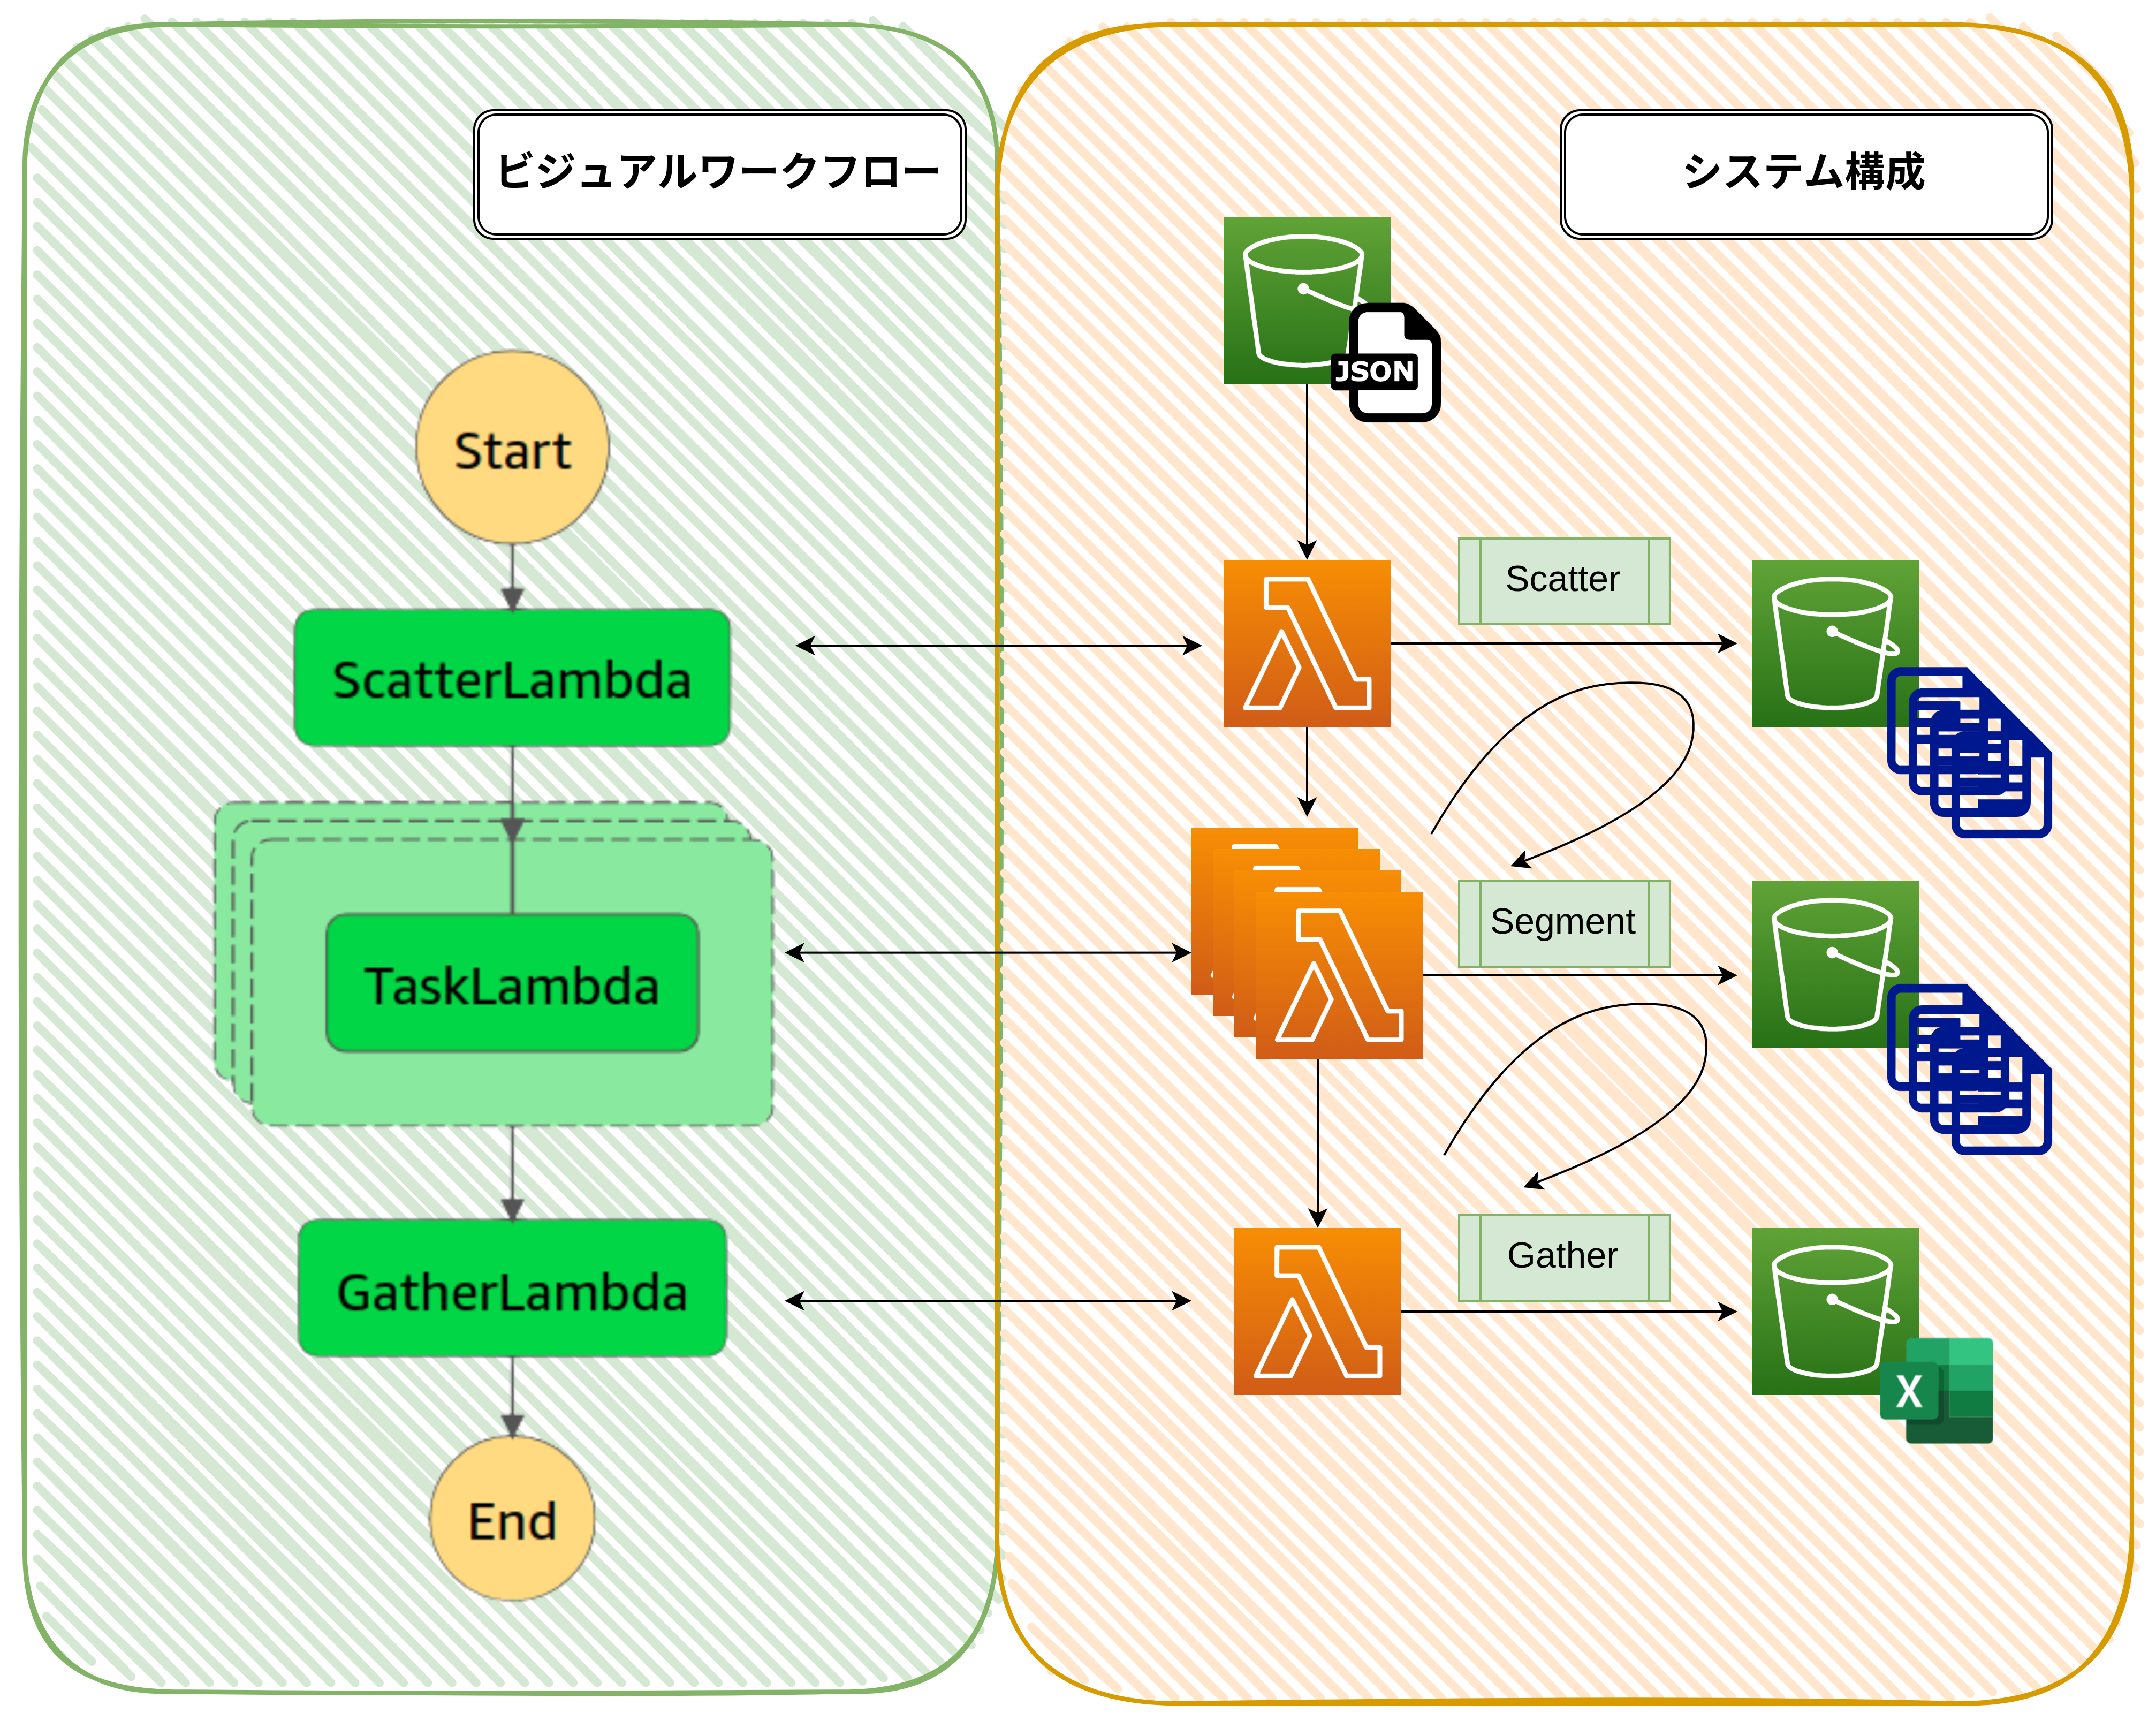 ビジュアルワークフロー
Start
ScatterLambda
TaskLambda
GatherLambda
End
システム構成
JSON
Scatter
Segment
Gather
X